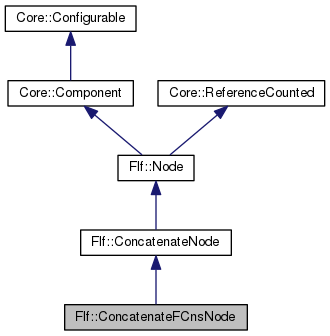 Core::Configurable
Core::Component
Core::ReferenceCounted
Flf::Node
Flf::ConcatenateNode
Flf::ConcatenateFCnsNode